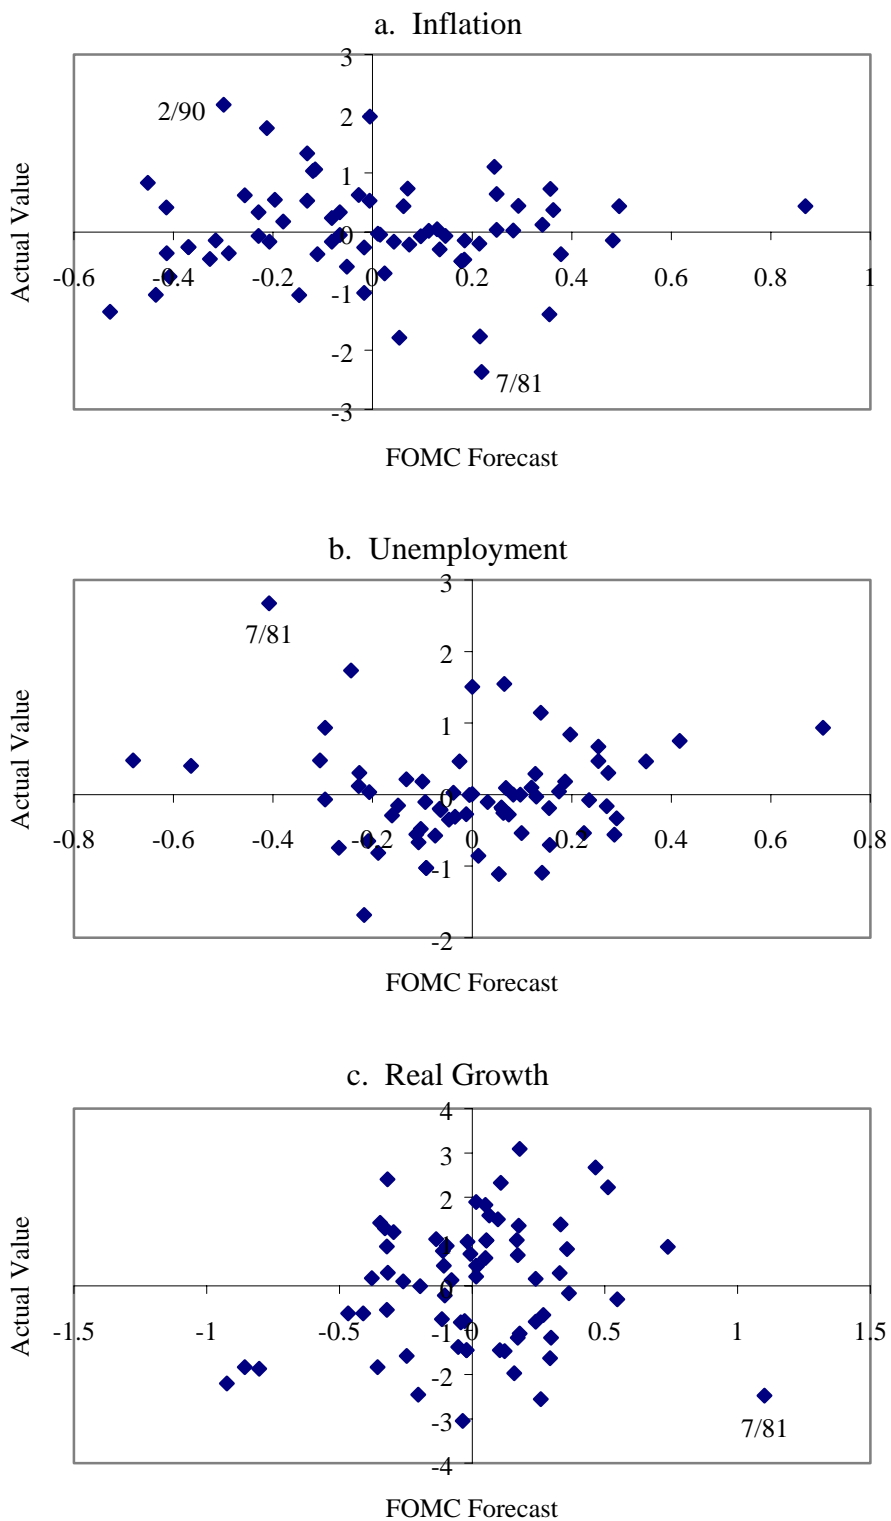 a. Inflation
3
2/90
2
1
Actual Value
0
-0.6 -0.4 -0.2 0 0.2 0.4 0.6 0.8 1
-1
-2
7/81
-3
FOMC Forecast
b. Unemployment
3
7/81
2
1
Actual Value
0
-0.8 -0.6 -0.4 -0.2 0 0.2 0.4 0.6 0.8
-1
-2
FOMC Forecast
c. Real Growth
4
3
2
1
Actual Value
0
-1.5 -1 -0.5 0 0.5 1 1.5
-1
-2
-3
7/81
-4
FOMC Forecast